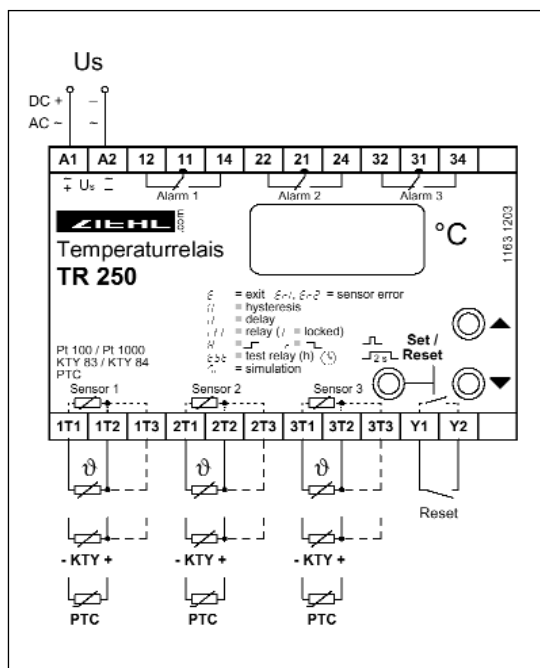 Us
DC + –
AC ~ ~
A1 A2 12 11 14 22 21 24 32 31 34
Us
Alarm 1 Alarm 2 Alarm 3
ZIEHL
°C
1163 1203
Temperaturrelais
TR 250
E = exit Er1, Er2 = sensor error
H = hysteresis
= delay
= relay ( = locked)
=
= test relay (h)
= simulation
2 s
Set /
Reset
Pt 100 / Pt 1000
KTY 83 / KTY 84
PTC
Sensor 1 Sensor 2 Sensor 3
1T1 1T2 1T3 2T1 2T2 2T3 3T1 3T2 3T3 Y1 Y2
ϑ ϑ ϑ
Reset
- KTY + - KTY + - KTY +
PTC PTC PTC